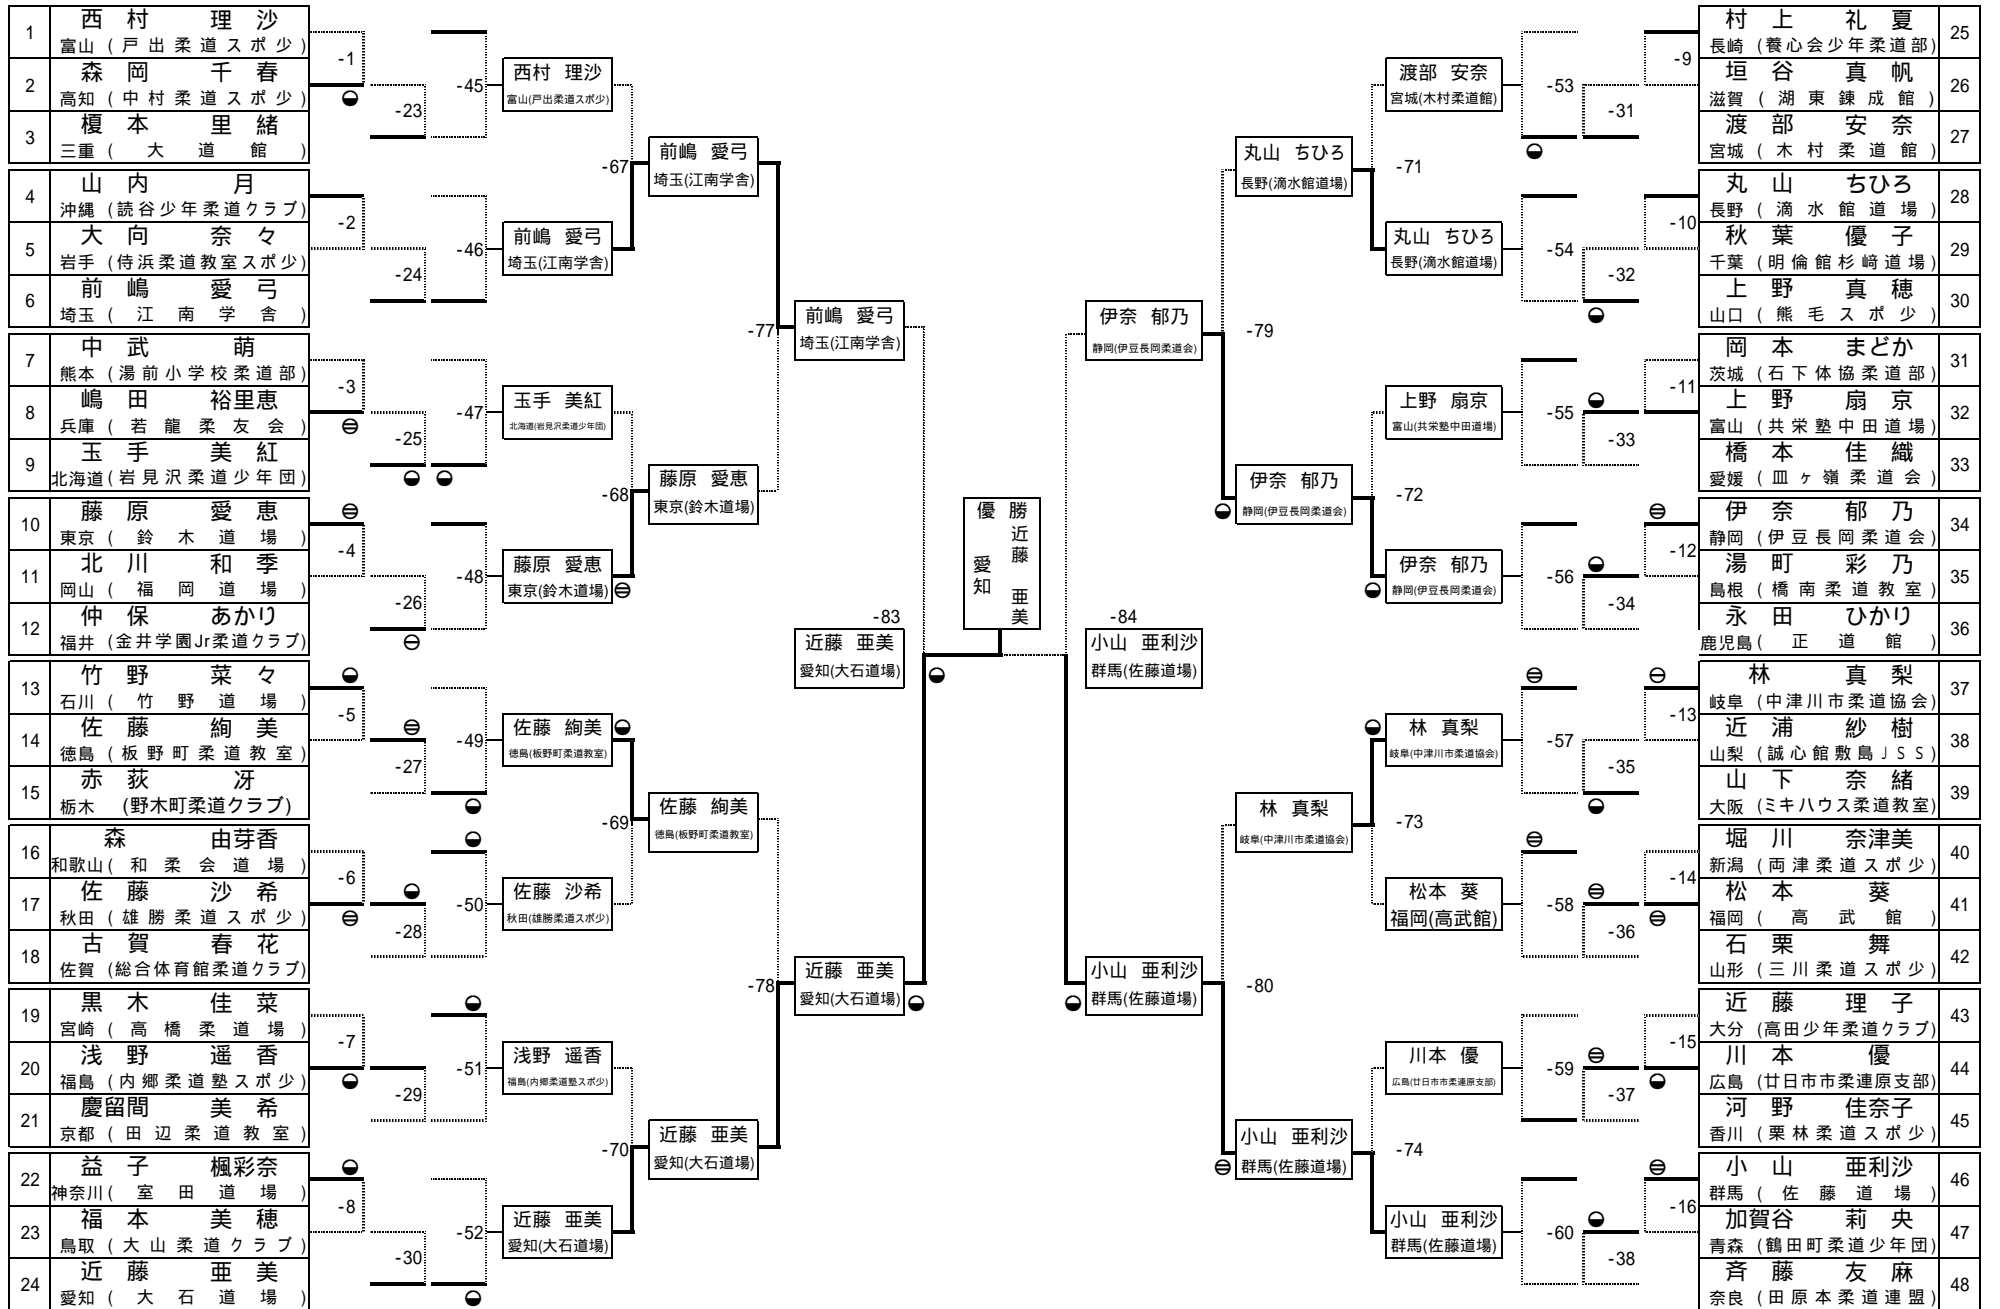 1
西村 理沙
富山(戸出柔道スポ少)
2
森岡 千春
高知(中村柔道スポ少)
3
榎本 里緒
三重(大道館)
4
山内 月
沖縄(読谷少年柔道クラブ)
5
大向 奈々
岩手(侍浜柔道教室スポ少)
6
前嶋 愛弓
埼玉(江南学舎)
7
中武 萌
熊本(湯前小学校柔道部)
8
嶋田 裕里恵
兵庫(若龍柔友会)
9
玉手 美紅
北海道(岩見沢柔道少年団)
10
藤原 愛恵
東京(鈴木道場)
11
北川 和季
岡山(福岡道場)
12
仲保 あかり
福井(金井学園Jr柔道クラブ)
13
竹野 菜々
石川(竹野道場)
14
佐藤 絢美
徳島(板野町柔道教室)
15
赤荻 冴
栃木(野木町柔道クラブ)
16
森 由芽香
和歌山(和柔会道場)
17
佐藤 沙希
秋田(雄勝柔道スポ少)
18
古賀 春花
佐賀(総合体育館柔道クラブ)
19
黒木 佳菜
宮崎(高橋柔道場)
20
浅野 遥香
福島(内郷柔道塾スポ少)
21
慶留間 美希
京都(田辺柔道教室)
22
益子 楓彩奈
神奈川(室田道場)
23
福本 美穂
鳥取(大山柔道クラブ)
24
近藤 亜美
愛知(大石道場)
-1
-2
-3
-4
-5
-6
-7
-8
-23
-24
-25
-26
-27
-28
-29
-30
-45
-46
-47
-48
-49
-50
-51
-52
西村 理沙
富山(戸出柔道スポ少)
前嶋 愛弓
埼玉(江南学舎)
玉手 美紅
北海道(岩見沢柔道少年団)
藤原 愛恵
東京(鈴木道場)
佐藤 絢美
徳島(板野町柔道教室)
佐藤 沙希
秋田(雄勝柔道スポ少)
浅野 遥香
福島(内郷柔道塾スポ少)
近藤 亜美
愛知(大石道場)
-67
-68
-69
-70
前嶋 愛弓
埼玉(江南学舎)
藤原 愛恵
東京(鈴木道場)
佐藤 絢美
徳島(板野町柔道教室)
近藤 亜美
愛知(大石道場)
-77
-78
前嶋 愛弓
埼玉(江南学舎)
-83
近藤 亜美
愛知(大石道場)
近藤 亜美
愛知(大石道場)
優勝
近藤 亜美
愛知
伊奈 郁乃
静岡(伊豆長岡柔道会)
-84
小山 亜利沙
群馬(佐藤道場)
小山 亜利沙
群馬(佐藤道場)
-79
-80
丸山 ちひろ
長野(滴水館道場)
伊奈 郁乃
静岡(伊豆長岡柔道会)
林 真梨
岐阜(中津川市柔道協会)
小山 亜利沙
群馬(佐藤道場)
-71
-72
-73
-74
渡部 安奈
宮城(木村柔道館)
丸山 ちひろ
長野(滴水館道場)
上野 扇京
富山(共栄塾中田道場)
伊奈 郁乃
静岡(伊豆長岡柔道会)
林 真梨
岐阜(中津川市柔道協会)
松本 葵
福岡(高武館)
川本 優
広島(廿日市市柔連原支部)
小山 亜利沙
群馬(佐藤道場)
-53
-54
-55
-56
-57
-58
-59
-60
-31
-32
-33
-34
-35
-36
-37
-38
-9
-10
-11
-12
-13
-14
-15
-16
村上 礼夏
長崎(養心会少年柔道部)
25
垣谷 真帆
滋賀(湖東錬成館)
26
渡部 安奈
宮城(木村柔道館)
27
丸山 ちひろ
長野(滴水館道場)
28
秋葉 優子
千葉(明倫館杉﨑道場)
29
上野 真穂
山口(熊毛スポ少)
30
岡本 まどか
茨城(石下体協柔道部)
31
上野 扇京
富山(共栄塾中田道場)
32
橋本 佳織
愛媛(皿ヶ嶺柔道会)
33
伊奈 郁乃
静岡(伊豆長岡柔道会)
34
湯町 彩乃
島根(橋南柔道教室)
35
永田 ひかり
鹿児島(正道館)
36
林 真梨
岐阜(中津川市柔道協会)
37
近浦 紗樹
山梨(誠心館敷島JSS)
38
山下 奈緒
大阪(ミキハウス柔道教室)
39
堀川 奈津美
新潟(両津柔道スポ少)
40
松本 葵
福岡(高武館)
41
石栗 舞
山形(三川柔道スポ少)
42
近藤 理子
大分(高田少年柔道クラブ)
43
川本 優
広島(廿日市市柔連原支部)
44
河野 佳奈子
香川(栗林柔道スポ少)
45
小山 亜利沙
群馬(佐藤道場)
46
加賀谷 莉央
青森(鶴田町柔道少年団)
47
斉藤 友麻
奈良(田原本柔道連盟)
48